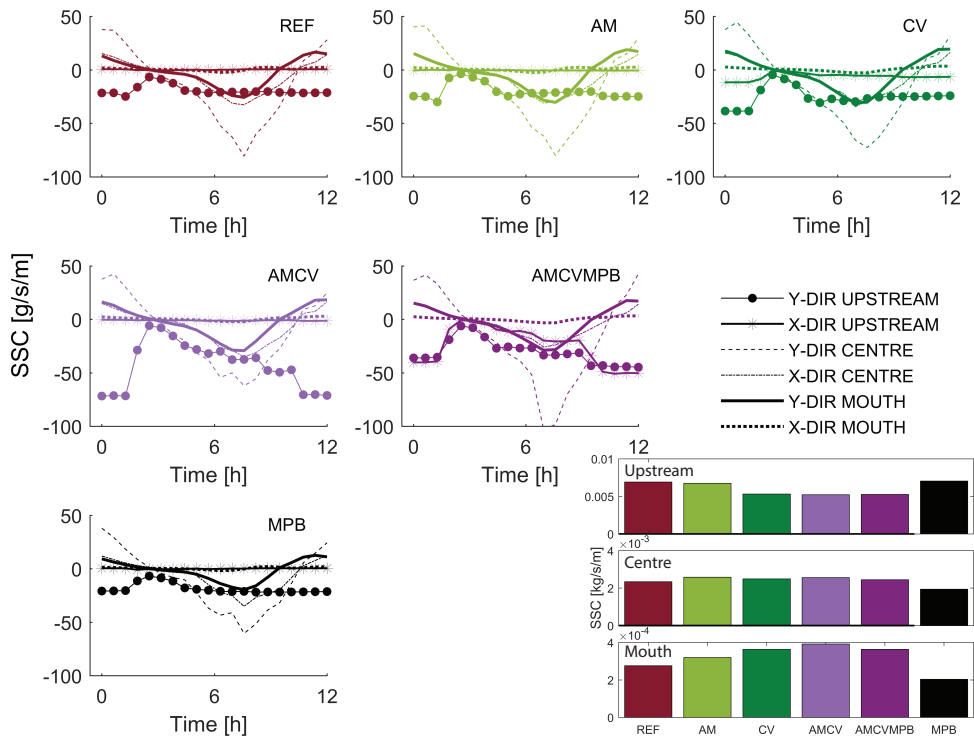 REF
50
0
-50
-100
0
6
12
Time [h]
AM
50
0
-50
-100
0
6
12
Time [h]
CV
50
0
-50
-100
0
6
12
Time [h]
SSC [g/s/m]
AMCV
50
0
-50
-100
0
6
12
Time [h]
AMCVMPB
50
0
-50
-100
0
6
12
Time [h]
Y-DIR UPSTREAM
X-DIR UPSTREAM
Y-DIR CENTRE
X-DIR CENTRE
Y-DIR MOUTH
X-DIR MOUTH
MPB
50
0
-50
-100
0
6
12
Time [h]
SSC [kg/s/m]
Upstream
0.01
0.005
0
×10⁻³
Centre
4
2
0
×10⁻⁴
Mouth
4
2
0
REF AM CV AMCV AMCVMPB MPB